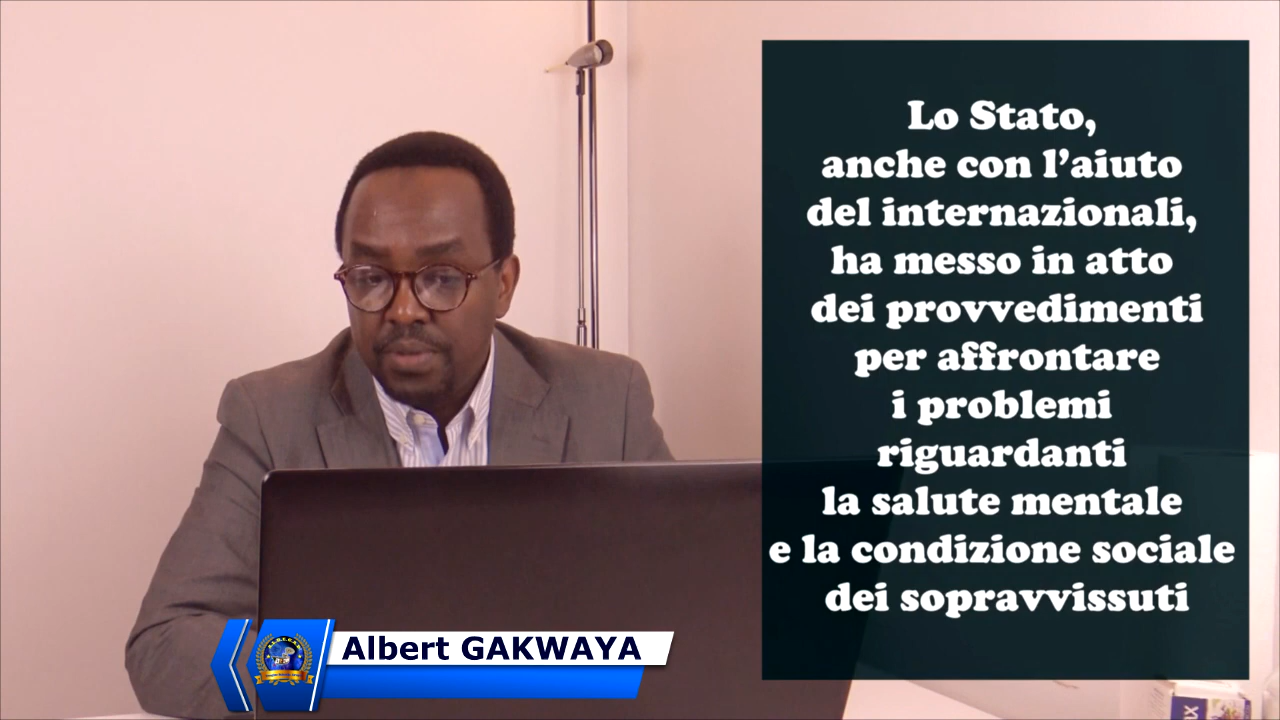 Lo Stato,
anche con l’aiuto
del internazionali,
ha messo in atto
dei provvedimenti
per affrontare
i problemi
riguardanti
la salute mentale
e la condizione sociale
dei sopravvissuti
Albert GAKWAYA